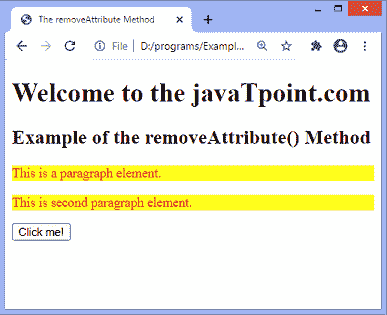 The removeAttribute Method
File | D:/programs/Exampl...
Welcome to the javaTpoint.com
Example of the removeAttribute() Method
This is a paragraph element.
This is second paragraph element.
Click me!